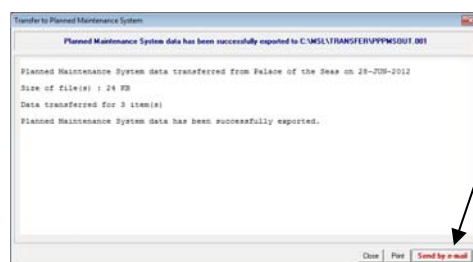 Transfer to Planned Maintenance System
Planned Maintenance System data has been successfully exported to C:\MSL\TRANSFER\PPPMSOUT.001
Planned Maintenance System data transferred from Palace of the Seas on 28-JUN-2012
Size of file(s) : 24 KB
Data transferred for 3 item(s)
Planned Maintenance System data has been successfully exported.
Close Print Send by e-mail